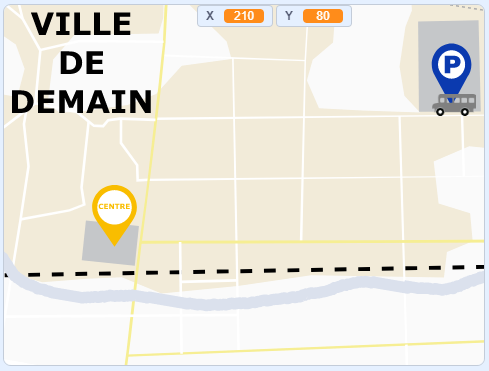 X 210 Y 80
VILLE
DE
DEMAIN
P
CENTRE